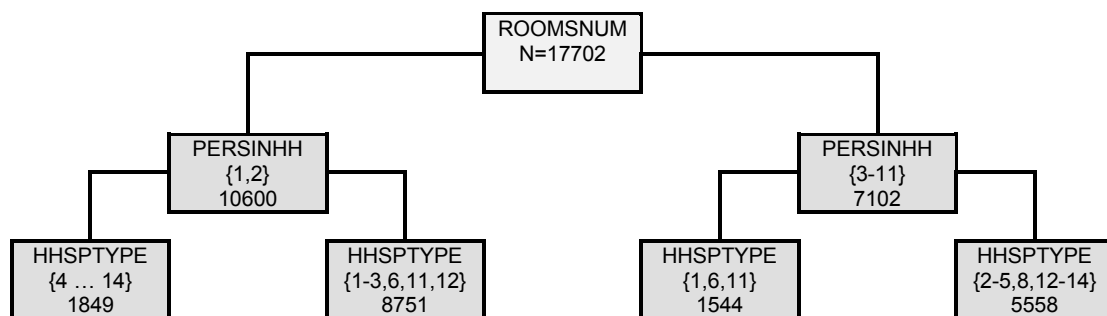 ROOMSNUM
N=17702
PERSINHH
{1,2}
10600
PERSINHH
{3-11}
7102
HHSPTYPE
{4 ... 14}
1849
HHSPTYPE
{1-3,6,11,12}
8751
HHSPTYPE
{1,6,11}
1544
HHSPTYPE
{2-5,8,12-14}
5558